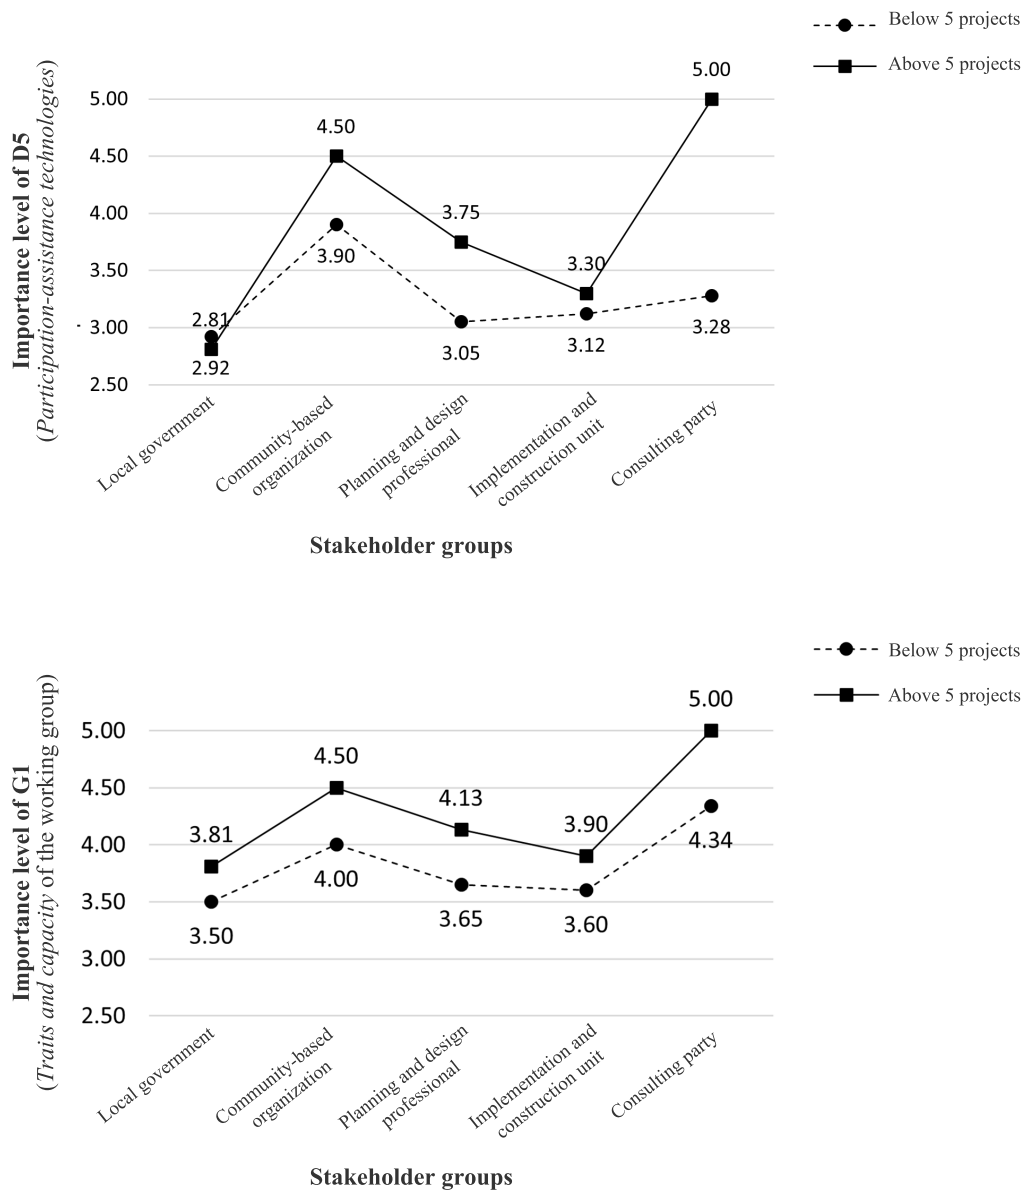 Below 5 projects
Above 5 projects
Importance level of D5
(Participation-assistance technologies)
5.00
4.50
4.00
3.50
3.00
2.50
2.81
2.92
4.50
3.90
3.75
3.05
3.30
3.12
5.00
3.28
Local government
Community-based
organization
Planning and design
professional
Implementation and
construction unit
Consulting party
Stakeholder groups
Below 5 projects
Above 5 projects
Importance level of G1
(Traits and capacity of the working group)
5.00
4.50
4.00
3.50
3.00
2.50
3.81
3.50
4.50
4.00
4.13
3.65
3.90
3.60
5.00
4.34
Local government
Community-based
organization
Planning and design
professional
Implementation and
construction unit
Consulting party
Stakeholder groups